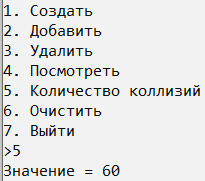 1. Создать
2. Добавить
3. Удалить
4. Посмотреть
5. Количество коллизий
6. Очистить
7. Выйти
>5
Значение = 60